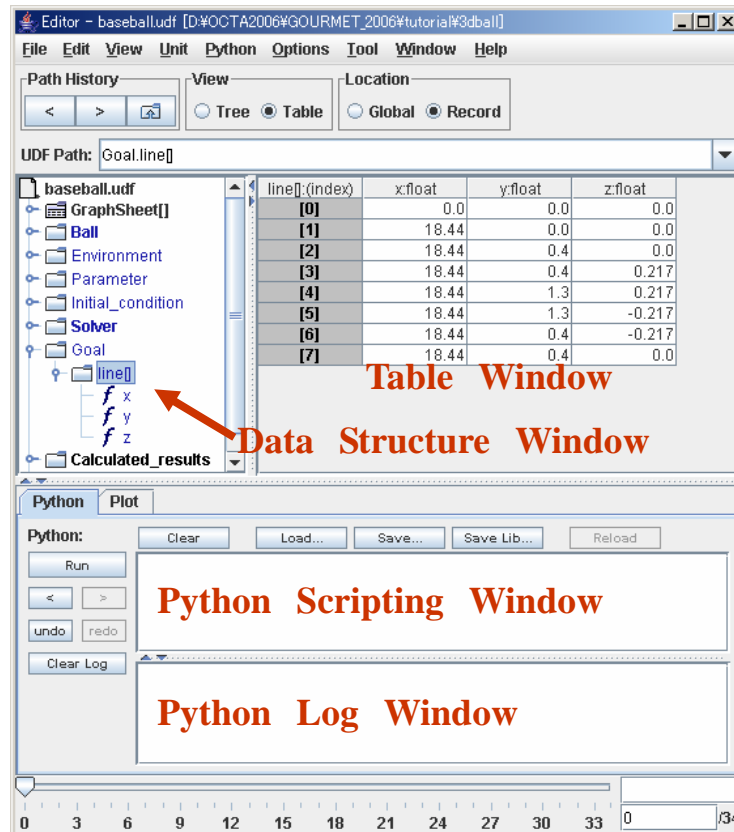 Editor - baseball.udf [D:¥OCTA2006¥GOURMET_2006¥tutorial¥3dball]
File Edit View Unit Python Options Tool Window Help
Path History View Location
< > Tree Table Global Record
UDF Path: Goal.line[]
baseball.udf
GraphSheet[]
Ball
Environment
Parameter
Initial_condition
Solver
Goal
line[]
f x
f y
f z
Calculated_results
line[]:(index) x:float y:float z:float
[0] 0.0 0.0 0.0
[1] 18.44 0.0 0.0
[2] 18.44 0.4 0.0
[3] 18.44 0.4 0.217
[4] 18.44 1.3 0.217
[5] 18.44 1.3 -0.217
[6] 18.44 0.4 -0.217
[7] 18.44 0.4 0.0
Table Window
Data Structure Window
Python Plot
Python: Clear Load... Save... Save Lib... Reload
Run
< >
undo redo
Clear Log
Python Scripting Window
Python Log Window
0 3 6 9 12 15 18 21 24 27 30 33 0 /34